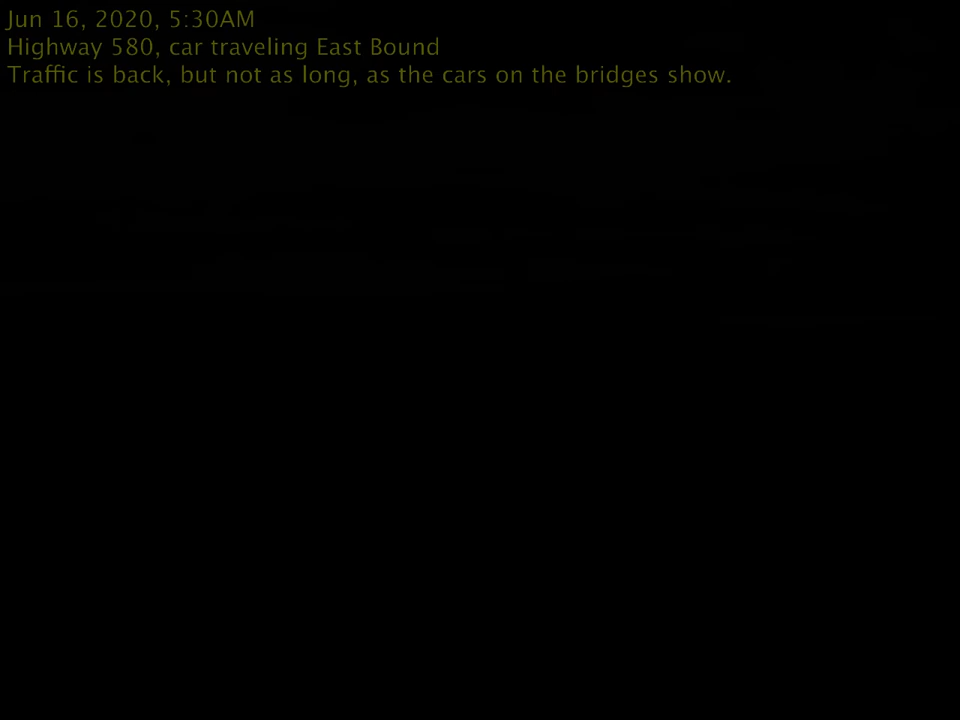 Jun 16, 2020, 5:30AM
Highway 580, car traveling East Bound
Traffic is back, but not as long, as the cars on the bridges show.